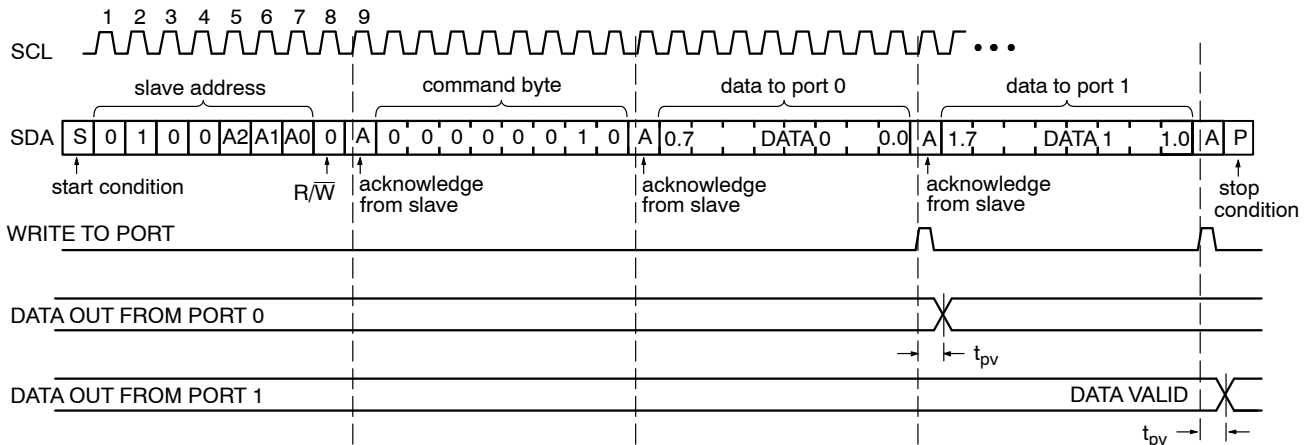 1 2 3 4 5 6 7 8 9
SCL
slave address command byte data to port 0 data to port 1
SDA S 0 1 0 0 A2 A1 A0 0 A 0 0 0 0 0 0 1 0 A 0.7 DATA 0 0.0 A 1.7 DATA 1 1.0 A P
start condition R/W acknowledge from slave acknowledge from slave acknowledge from slave stop condition
WRITE TO PORT
DATA OUT FROM PORT 0
tpv
DATA OUT FROM PORT 1 DATA VALID
tpv